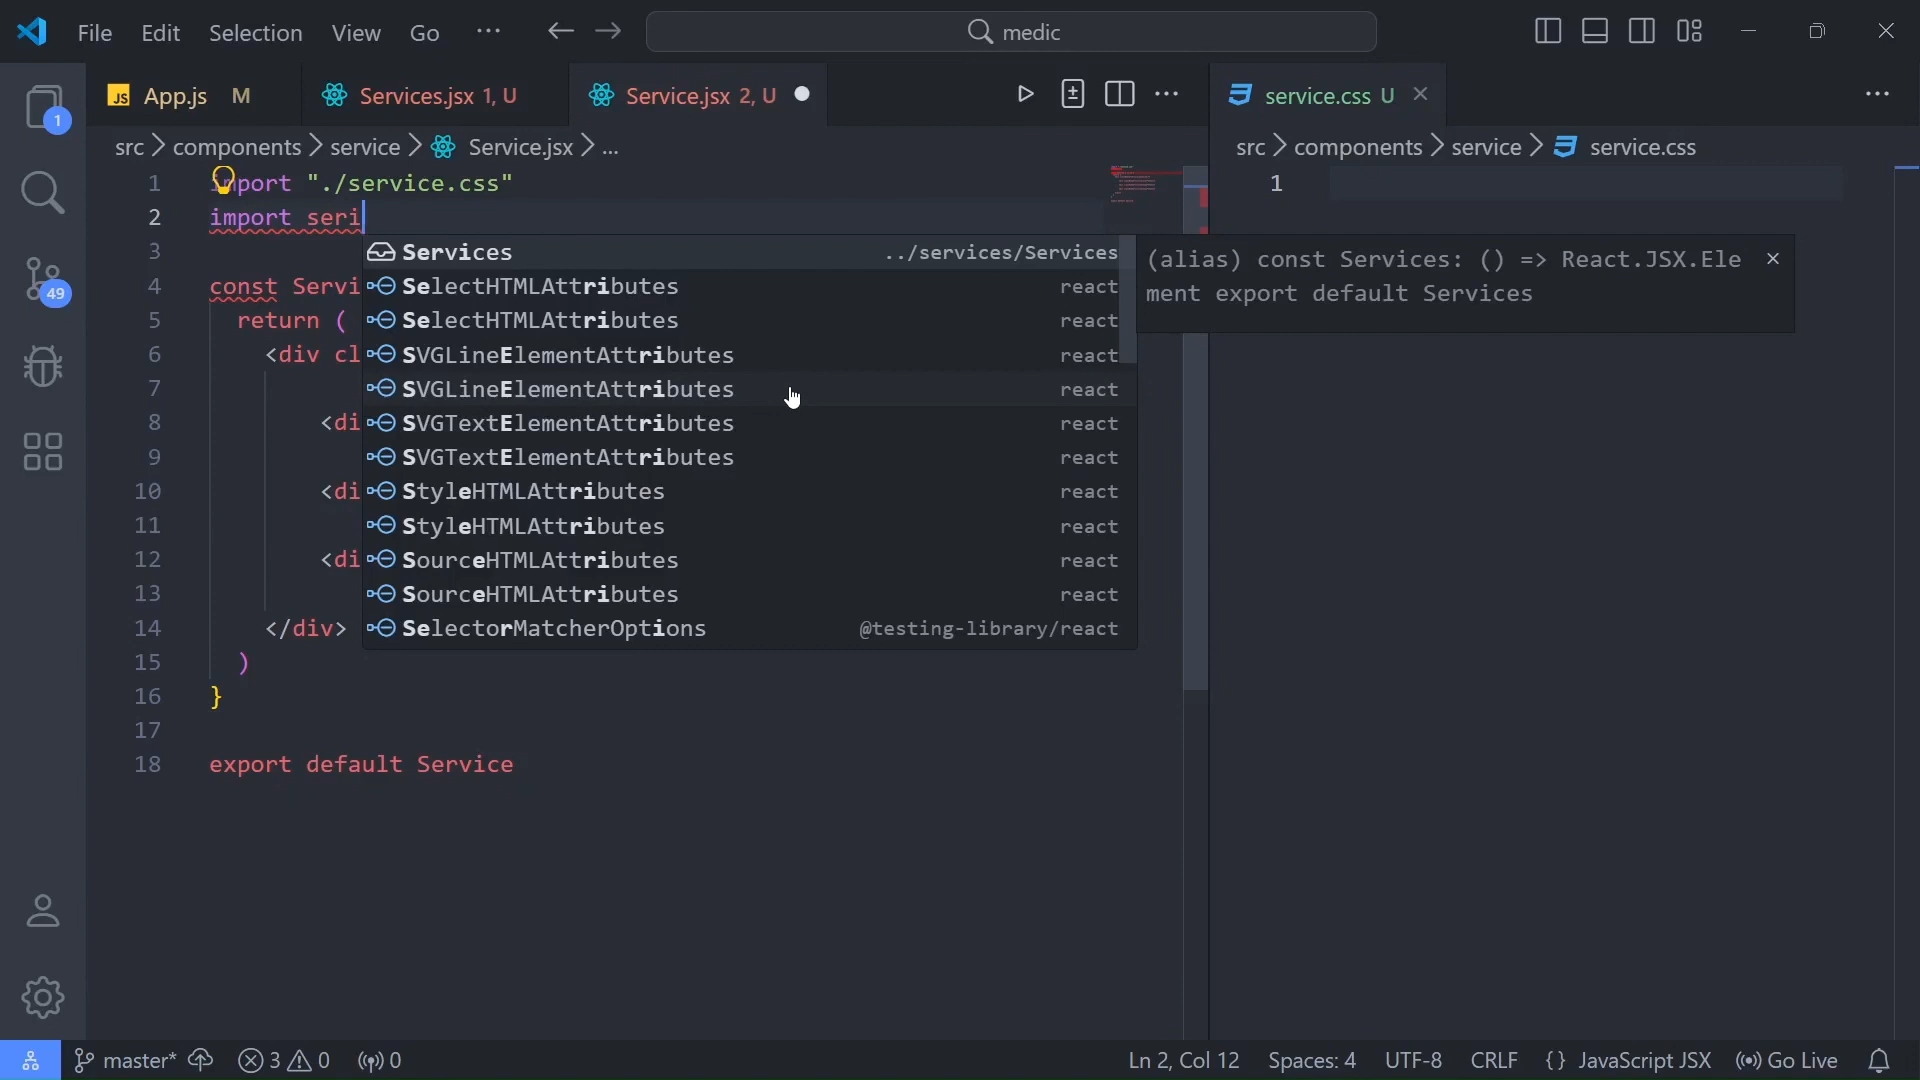 File Edit Selection View Go ··· medic
App.js M Services.jsx 1, U Service.jsx 2, U service.css U
src > components > service > Service.jsx > ...
src > components > service > service.css
1 import "./service.css"
2 import seri
3
4 const Servi
5 return (
6 <div cl
7
8 <di
9
10 <di
11
12 <di
13
14 </div>
15 )
16 }
17
18 export default Service
Services ../services/Services
SelectHTMLAttributes react
SelectHTMLAttributes react
SVGLineElementAttributes react
SVGLineElementAttributes react
SVGTextElementAttributes react
SVGTextElementAttributes react
StyleHTMLAttributes react
StyleHTMLAttributes react
SourceHTMLAttributes react
SourceHTMLAttributes react
SelectorMatcherOptions @testing-library/react
(alias) const Services: () => React.JSX.Ele
ment export default Services
1
1
49
master* 3 0 0 Ln 2, Col 12 Spaces: 4 UTF-8 CRLF {} JavaScript JSX Go Live